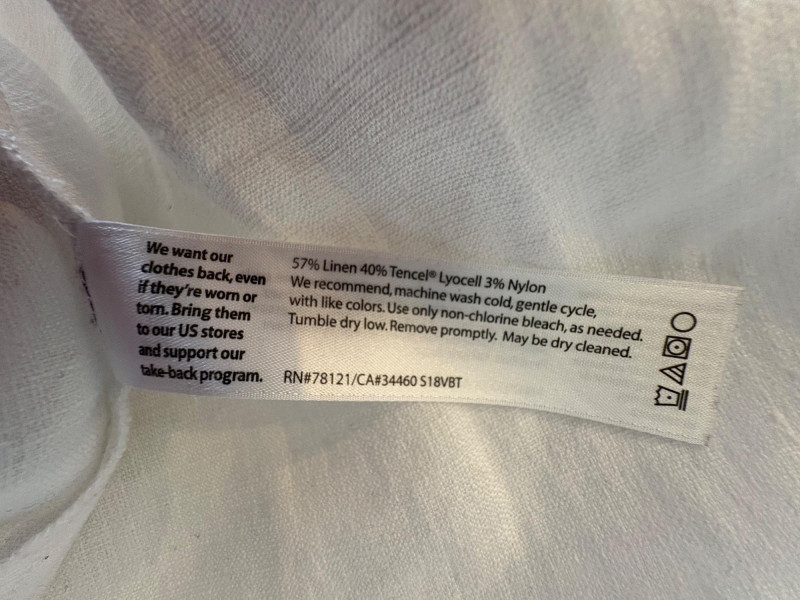 We want our
clothes back, even
if they're worn or
torn. Bring them
to our US stores
and support our
take-back program.
57% Linen 40% Tencel® Lyocell 3% Nylon
We recommend, machine wash cold, gentle cycle,
with like colors. Use only non-chlorine bleach, as needed.
Tumble dry low. Remove promptly. May be dry cleaned.
RN#78121/CA#34460 S18VBT